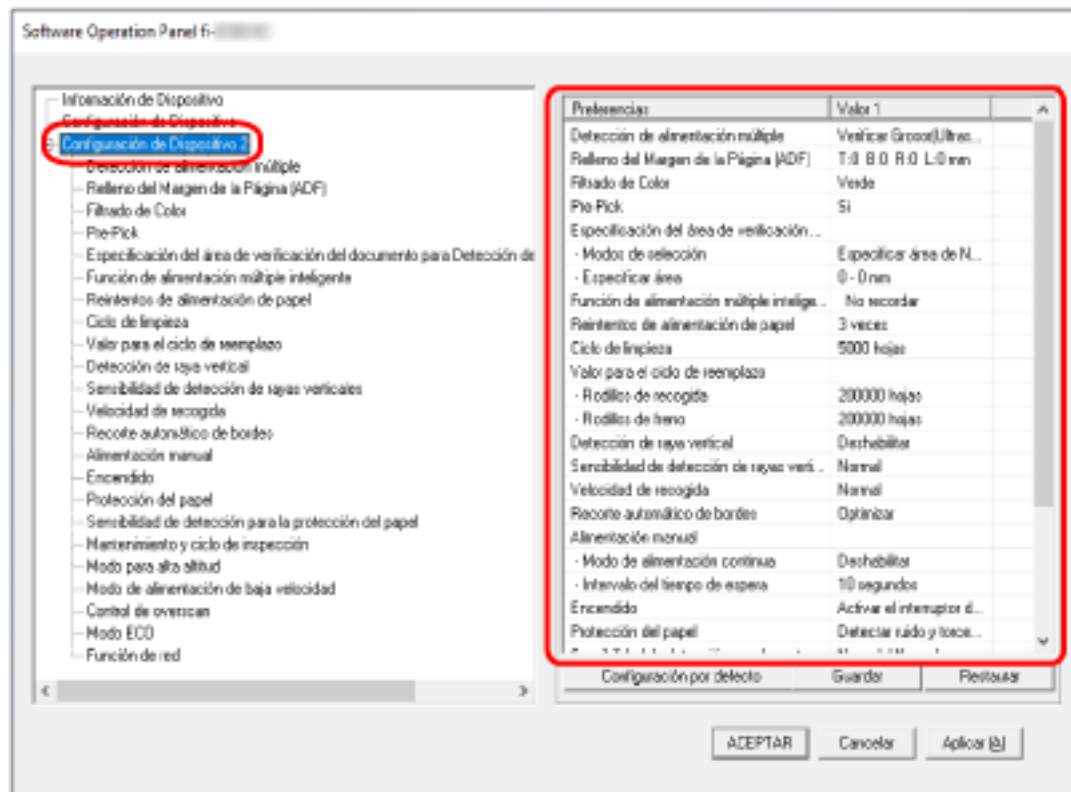 Software Operation Panel fi-
Información de Dispositivo
Configuración de Dispositivo
Configuración de Dispositivo 2
Detección de alimentación múltiple
Relleno del Margen de la Página (ADF)
Filtrado de Color
Pre-Pick
Especificación del área de verificación del documento para Detección de
Función de alimentación múltiple inteligente
Reintentos de alimentación de papel
Ciclo de limpieza
Valor para el ciclo de reemplazo
Detección de raya vertical
Sensibilidad de detección de rayas verticales
Velocidad de recogida
Recorte automático de bordes
Alimentación manual
Encendido
Protección del papel
Sensibilidad de detección para la protección del papel
Mantenimiento y ciclo de inspección
Modo para alta altitud
Modo de alimentación de baja velocidad
Control de overscan
Modo ECO
Función de red
Preferencias Valor 1
Detección de alimentación múltiple Verificar Grosor(Ultras...
Relleno del Margen de la Página (ADF) T:0 B:0 R:0 L:0 mm
Filtrado de Color Verde
Pre-Pick Sí
Especificación del área de verificación...
- Modos de selección Especificar área de N...
- Especificar área 0 - 0 mm
Función de alimentación múltiple intelige... No recordar
Reintentos de alimentación de papel 3 veces
Ciclo de limpieza 5000 hojas
Valor para el ciclo de reemplazo
- Rodillos de recogida 200000 hojas
- Rodillos de freno 200000 hojas
Detección de raya vertical Deshabilitar
Sensibilidad de detección de rayas verti... Normal
Velocidad de recogida Normal
Recorte automático de bordes Optimizar
Alimentación manual
- Modo de alimentación continua Deshabilitar
- Intervalo del tiempo de espera 10 segundos
Encendido Activar el interruptor d...
Protección del papel Detectar ruido y torce...
Configuración por defecto Guardar Restaurar
ACEPTAR Cancelar Aplicar (A)